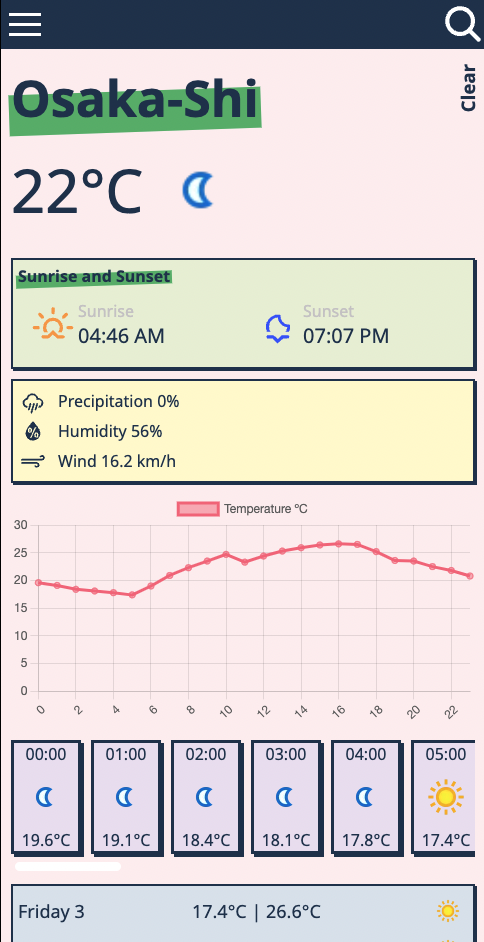 Clear
Osaka-Shi
22°C
Sunrise and Sunset
Sunrise
04:46 AM
Sunset
07:07 PM
Precipitation 0%
Humidity 56%
Wind 16.2 km/h
Temperature ºC
30
25
20
15
10
5
0
0 2 4 6 8 10 12 14 16 18 20 22
00:00 01:00 02:00 03:00 04:00 05:00
19.6°C 19.1°C 18.4°C 18.1°C 17.8°C 17.4°C
Friday 3 17.4°C | 26.6°C